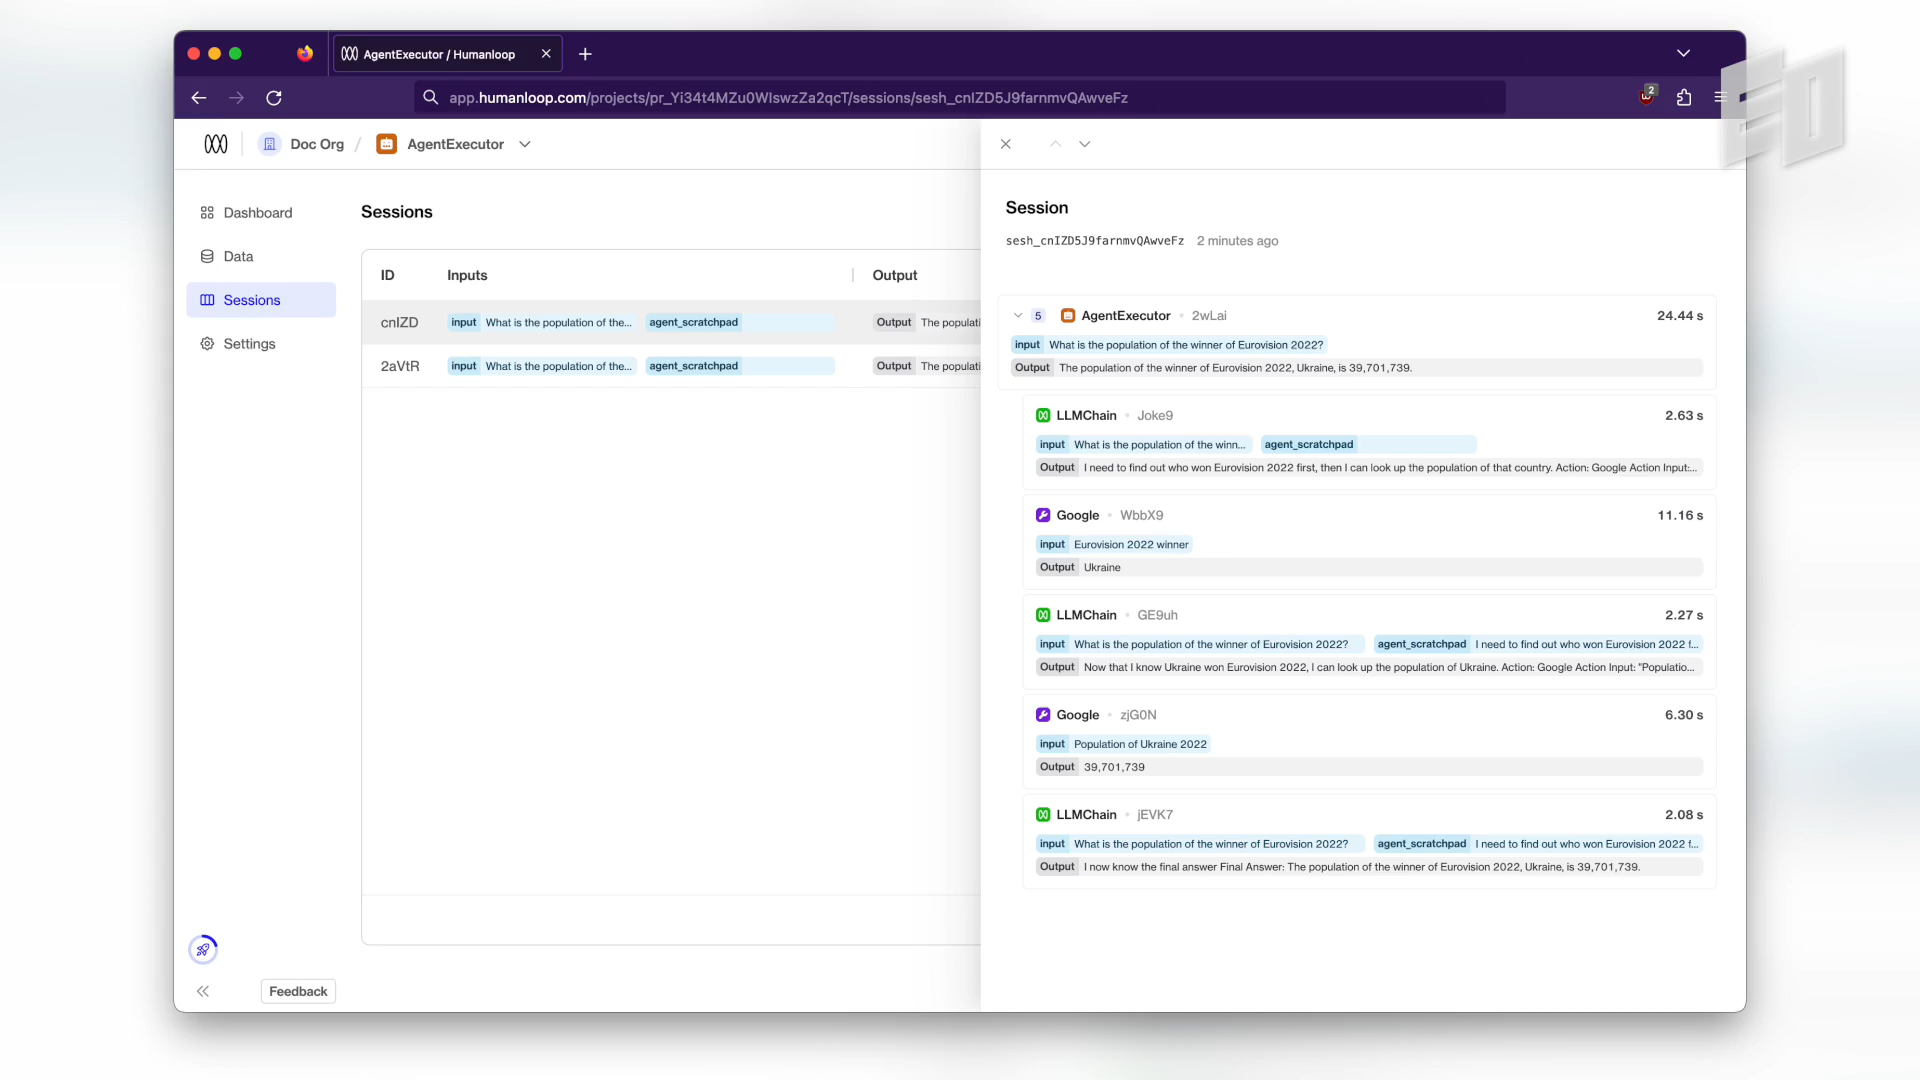 AgentExecutor / Humanloop
app.humanloop.com/projects/pr_Yi34t4MZu0WlswzZa2qcT/sessions/sesh_cnIZD5J9farnmvQAwveFz
2
Doc Org / AgentExecutor
Dashboard
Data
Sessions
Settings
Feedback
Sessions
ID Inputs Output
cnIZD input What is the population of the... agent_scratchpad Output The populati
2aVtR input What is the population of the... agent_scratchpad Output The populati
Session
sesh_cnIZD5J9farnmvQAwveFz 2 minutes ago
5 AgentExecutor • 2wLai 24.44 s
input What is the population of the winner of Eurovision 2022?
Output The population of the winner of Eurovision 2022, Ukraine, is 39,701,739.
LLMChain • Joke9 2.63 s
input What is the population of the winn... agent_scratchpad
Output I need to find out who won Eurovision 2022 first, then I can look up the population of that country. Action: Google Action Input:...
Google • WbbX9 11.16 s
input Eurovision 2022 winner
Output Ukraine
LLMChain • GE9uh 2.27 s
input What is the population of the winner of Eurovision 2022? agent_scratchpad I need to find out who won Eurovision 2022 f...
Output Now that I know Ukraine won Eurovision 2022, I can look up the population of Ukraine. Action: Google Action Input: "Populatio...
Google • zjG0N 6.30 s
input Population of Ukraine 2022
Output 39,701,739
LLMChain • jEVK7 2.08 s
input What is the population of the winner of Eurovision 2022? agent_scratchpad I need to find out who won Eurovision 2022 f...
Output I now know the final answer Final Answer: The population of the winner of Eurovision 2022, Ukraine, is 39,701,739.